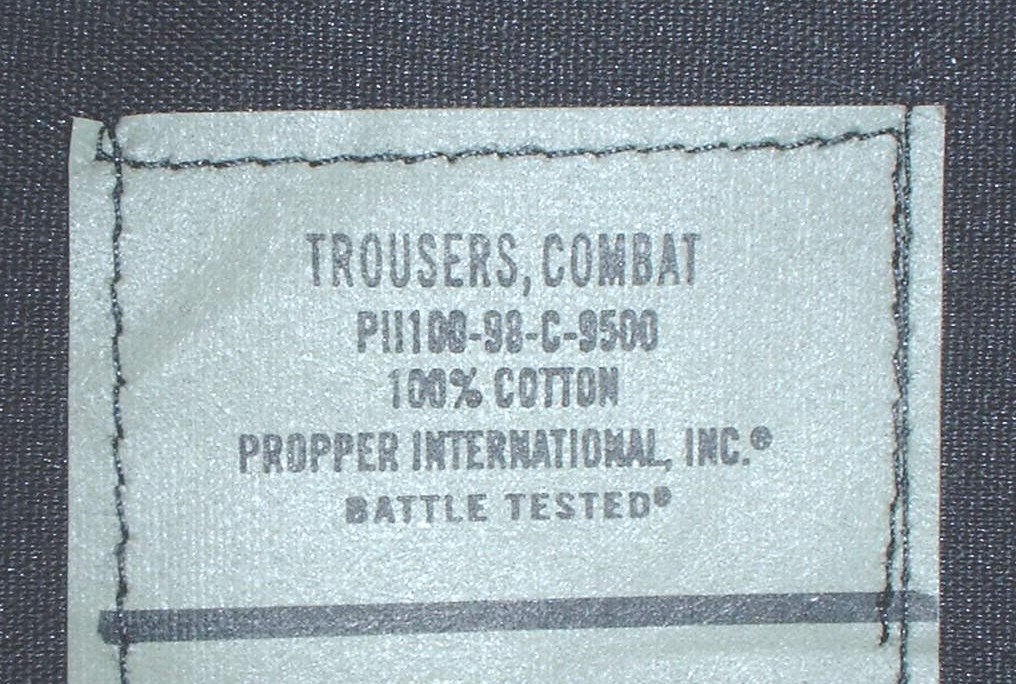 TROUSERS, COMBAT
PII100-98-C-9500
100% COTTON
PROPPER INTERNATIONAL, INC.®
BATTLE TESTED®